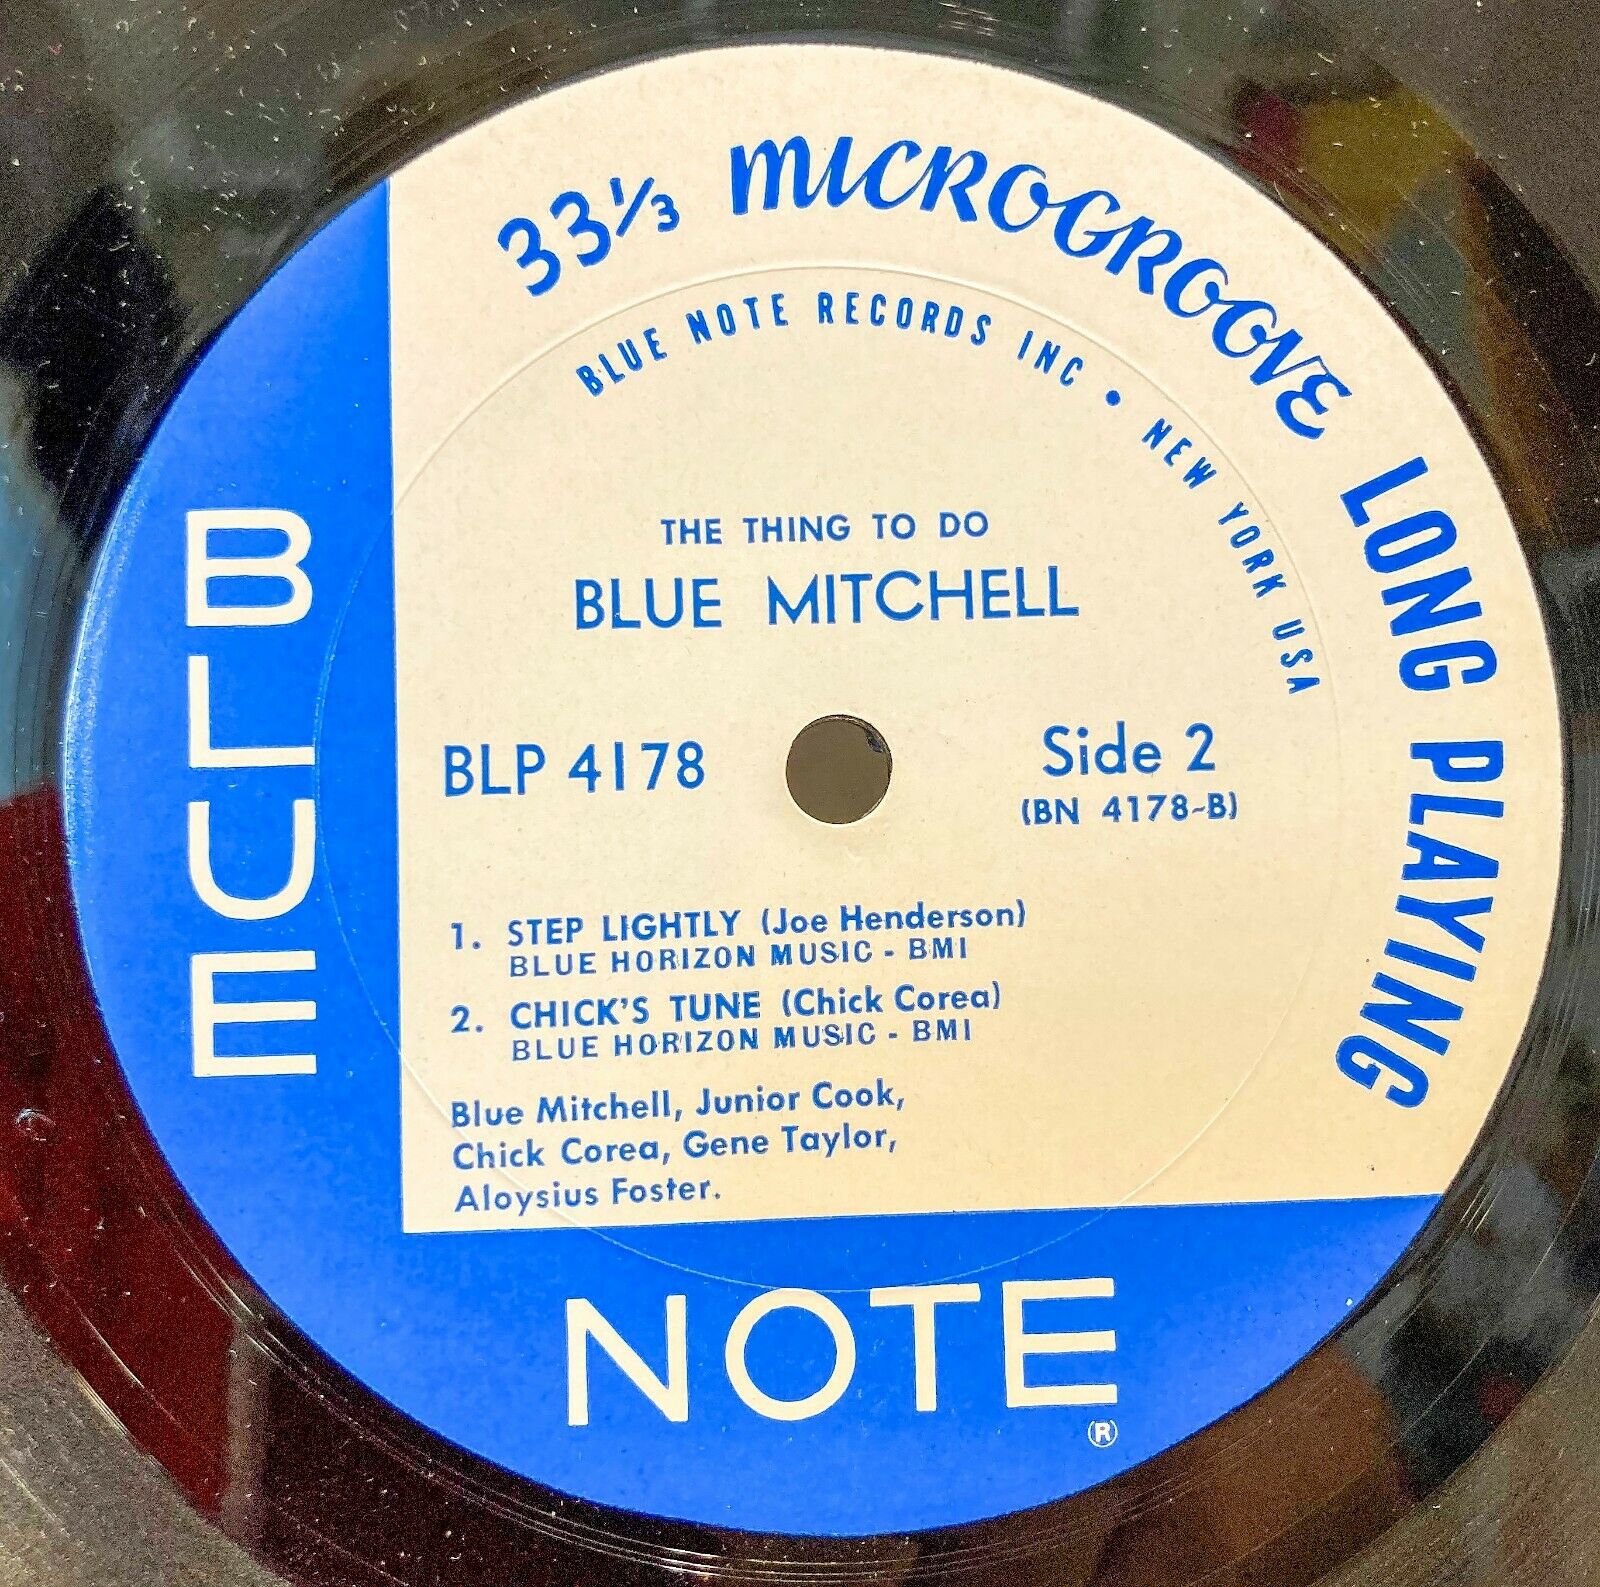 33⅓ MICROGROOVE LONG PLAYING
BLUE NOTE RECORDS INC • NEW YORK USA
THE THING TO DO
BLUE MITCHELL
BLP 4178
Side 2
(BN 4178-B)
1. STEP LIGHTLY (Joe Henderson)
BLUE HORIZON MUSIC - BMI
2. CHICK'S TUNE (Chick Corea)
BLUE HORIZON MUSIC - BMI
Blue Mitchell, Junior Cook,
Chick Corea, Gene Taylor,
Aloysius Foster.
BLUE
NOTE
®